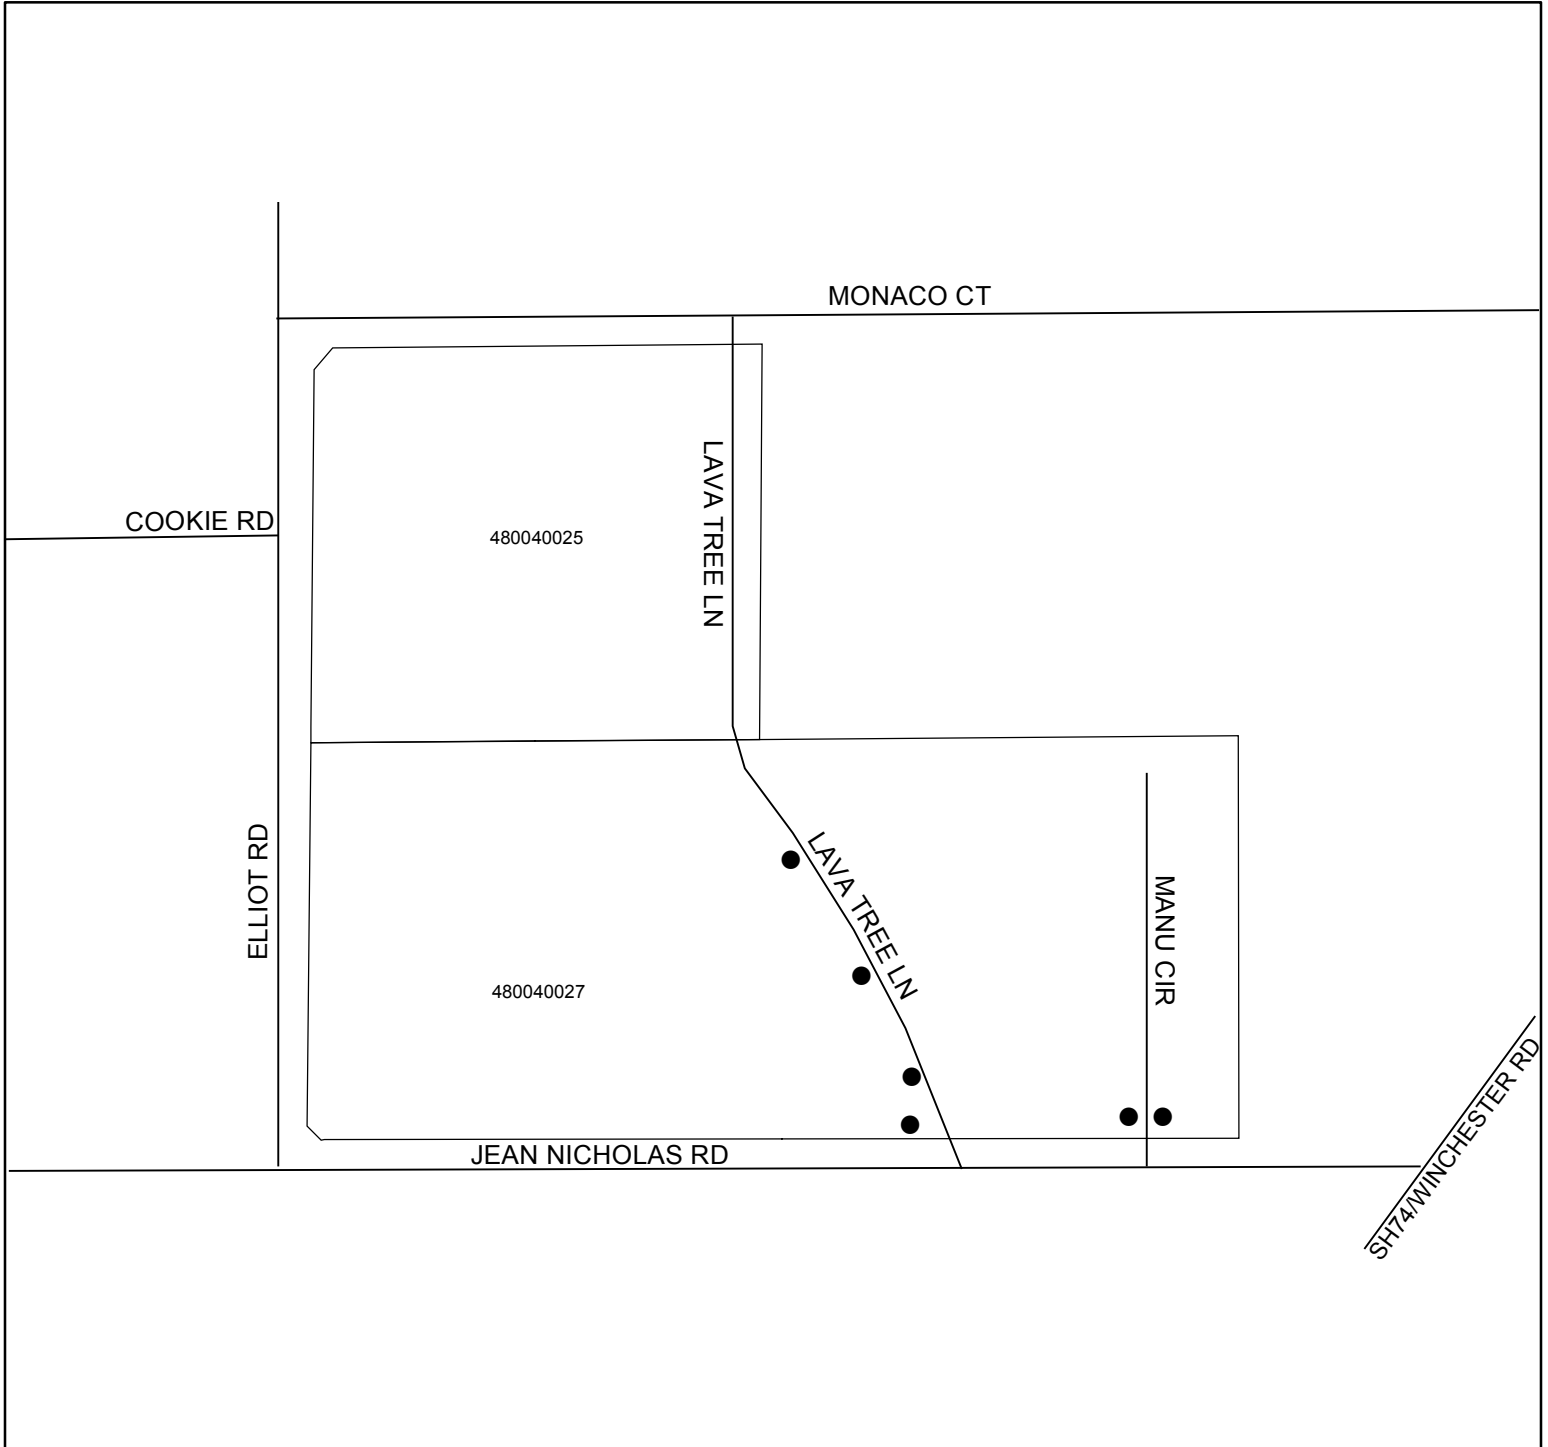 MONACO CT
LAVA TREE LN
COOKIE RD
480040025
ELLIOT RD
LAVA TREE LN
MANU CIR
480040027
SH74/WINCHESTER RD
JEAN NICHOLAS RD